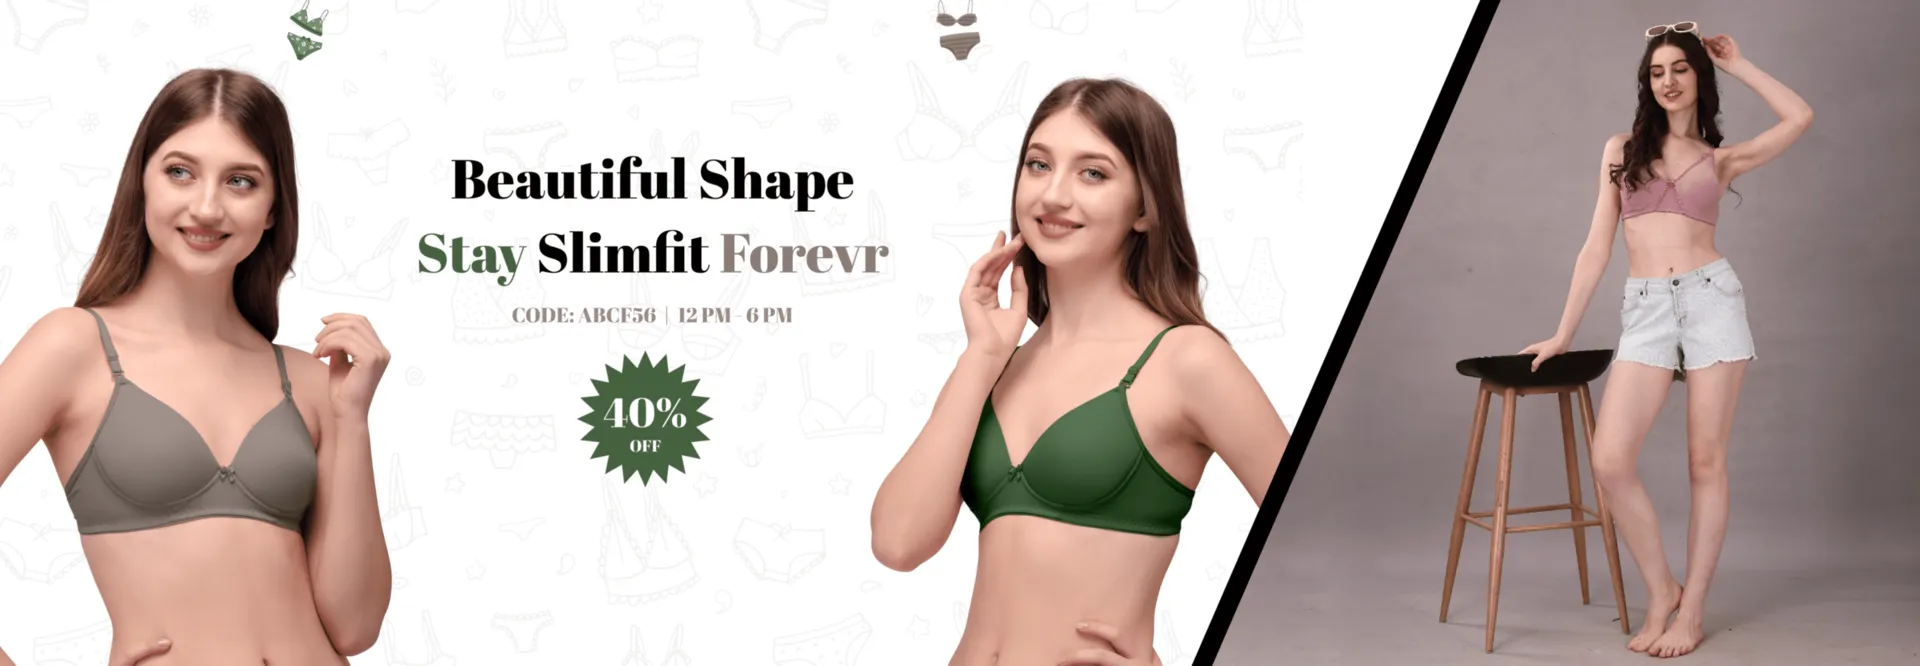 Beautiful Shape
Stay Slimfit Forevr
CODE: ABCF56 | 12 PM - 6 PM
40%
OFF